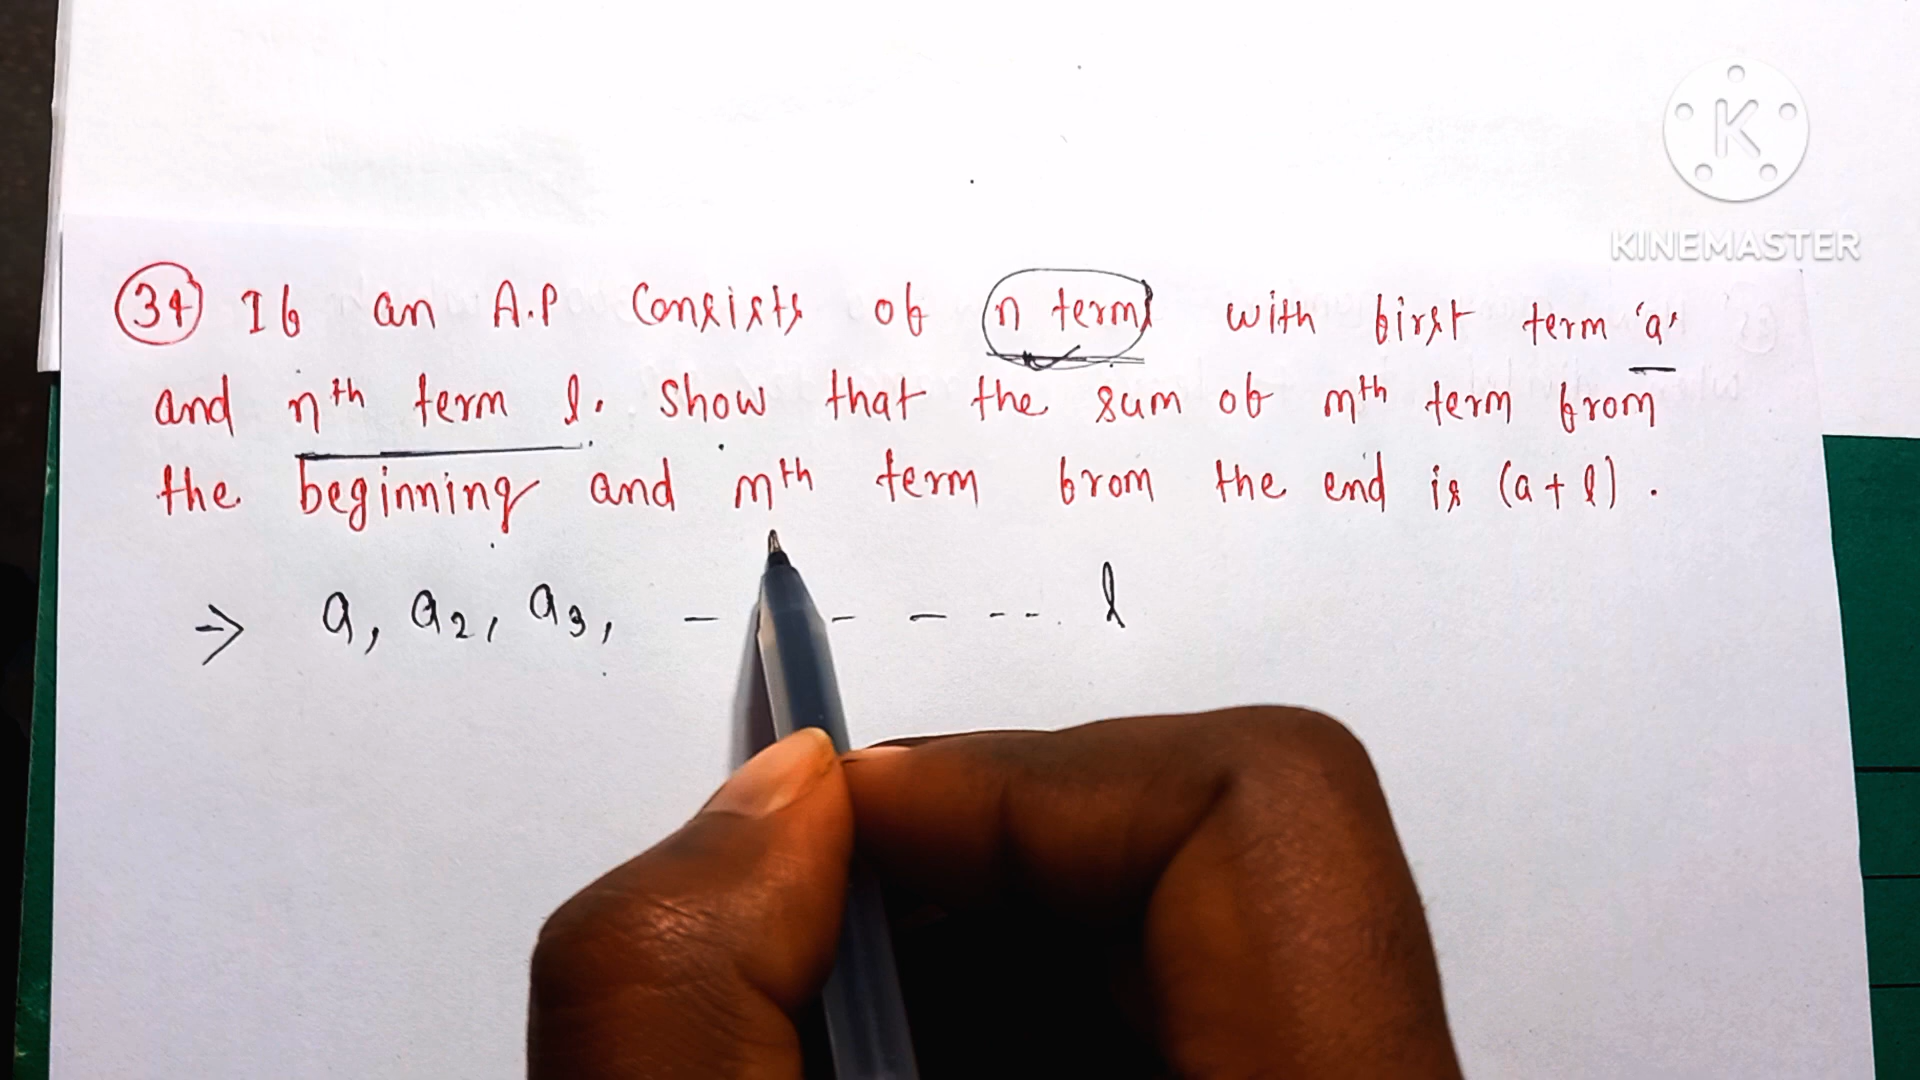 K
KINEMASTER
34 If an A.P Consists of n terms with first term 'a'
and nth term l. show that the sum of mth term from
the beginning and mth term from the end is (a+l).
⇒ a, a2, a3, - - - --- l